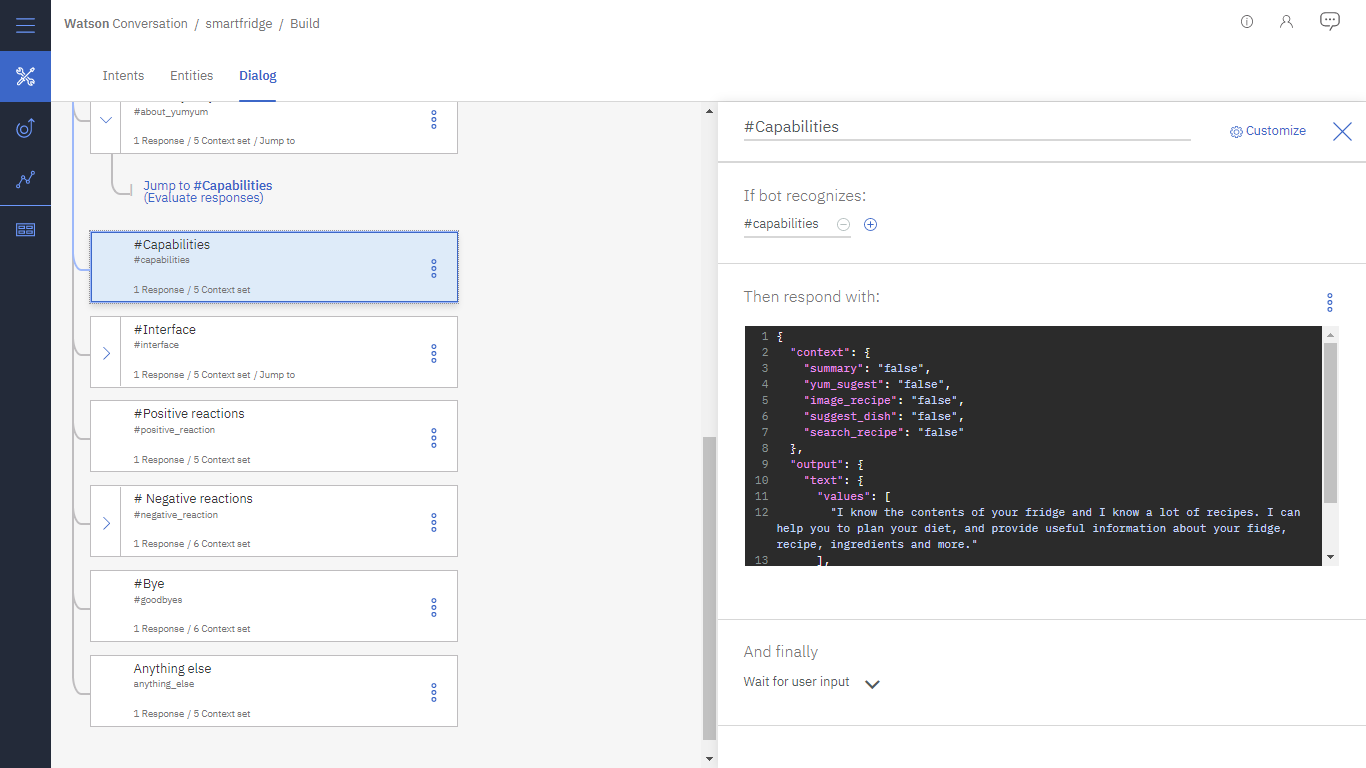 Watson Conversation / smartfridge / Build
Intents Entities Dialog
#about_yumyum
1 Response / 5 Context set / Jump to
Jump to #Capabilities
(Evaluate responses)
#Capabilities
#capabilities
1 Response / 5 Context set
#Interface
#interface
1 Response / 5 Context set / Jump to
#Positive reactions
#positive_reaction
1 Response / 5 Context set
# Negative reactions
#negative_reaction
1 Response / 6 Context set
#Bye
#goodbyes
1 Response / 6 Context set
Anything else
anything_else
1 Response / 5 Context set
#Capabilities
Customize
If bot recognizes:
#capabilities
Then respond with:
1 {
2 "context": {
3 "summary": "false",
4 "yum_sugest": "false",
5 "image_recipe": "false",
6 "suggest_dish": "false",
7 "search_recipe": "false"
8 },
9 "output": {
10 "text": {
11 "values": [
12 "I know the contents of your fridge and I know a lot of recipes. I can
help you to plan your diet, and provide useful information about your fidge,
recipe, ingredients and more."
13 ],
And finally
Wait for user input